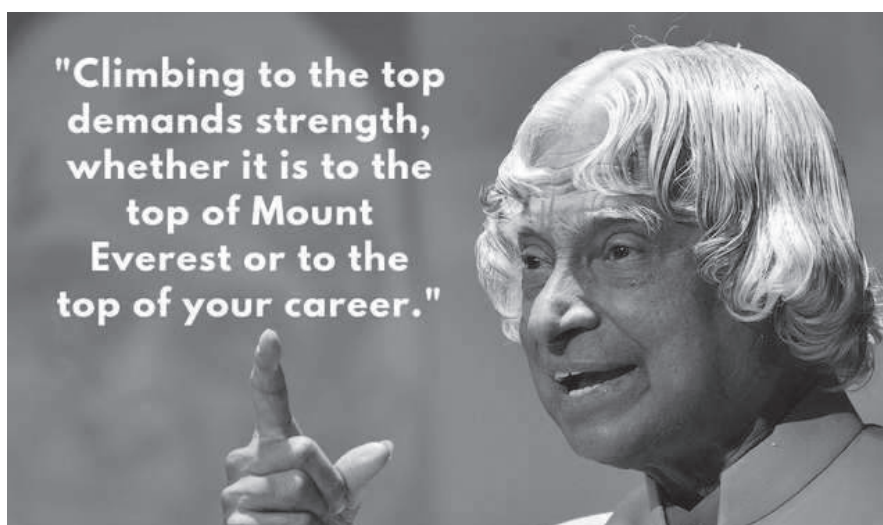 "Climbing to the top
demands strength,
whether it is to the
top of Mount
Everest or to the
top of your career."